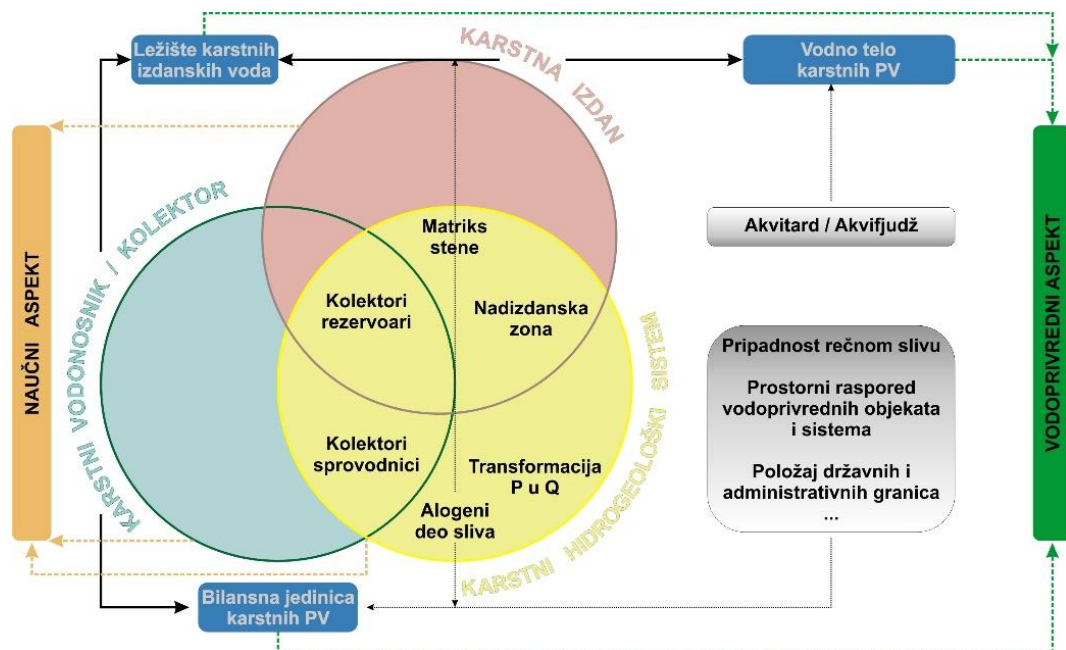 Ležište karstnih
izdanskih voda
KARSTNA IZDAN
Vodno telo
karstnih PV
NAUČNI ASPEKT
KARSTNI VODONOSNIK / KOLEKTOR
Matriks
stene
Kolektori
rezervoari
Nadizdanska
zona
Kolektori
sprovodnici
Transformacija
P u Q
Alogeni
deo sliva
KARSTNI HIDROGEOLOŠKI SISTEM
Akvitard / Akvifjudž
Pripadnost rečnom slivu
Prostorni raspored
vodoprivrednih objekata
i sistema
Položaj državnih i
administrativnih granica
...
VODOPRIVREDNI ASPEKT
Bilansna jedinica
karstnih PV